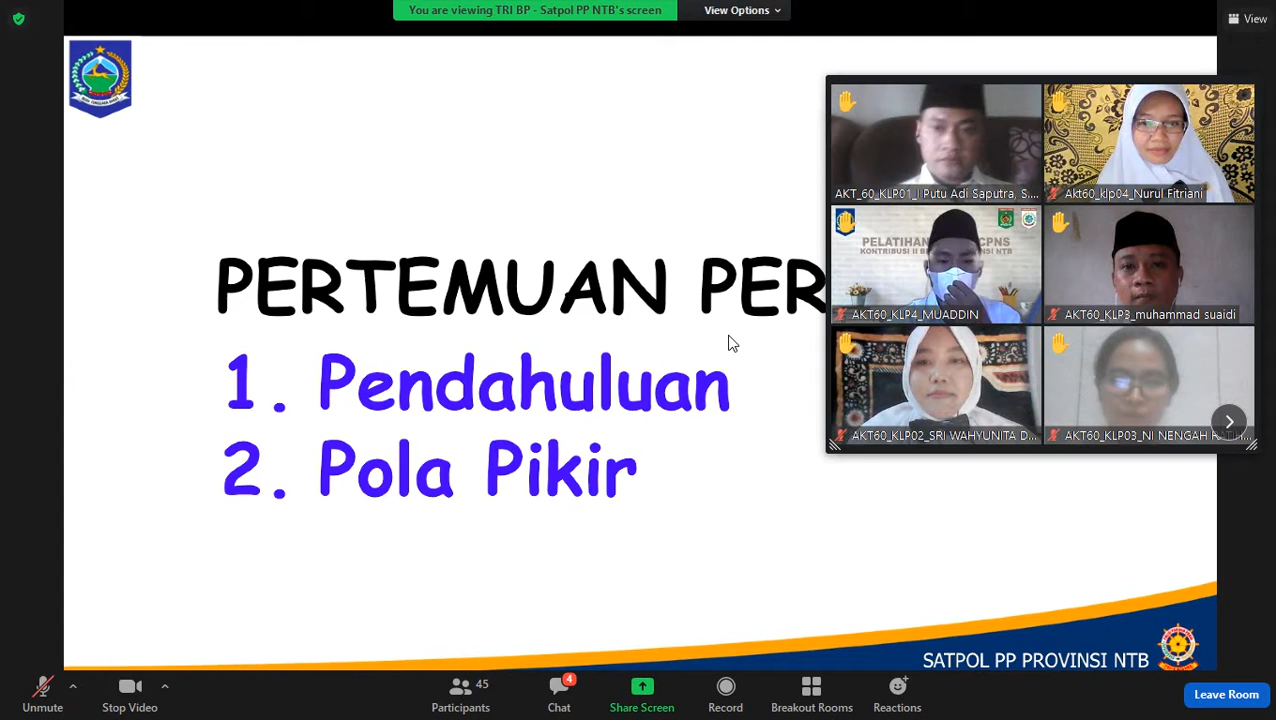 You are viewing TRI BP - Satpol PP NTB's screen
View Options
View
AKT_60_KLP01_I Putu Adi Saputra, S....
Akt60_klp04_Nurul Fitriani
PELATIHAN CPNS
AKT60_KLP4_MUADDIN
AKT60_KLP3_muhammad suaidi
PERTEMUAN PER
1. Pendahuluan
2. Pola Pikir
AKT60_KLP02_SRI WAHYUNITA D...
AKT60_KLP03_NI NENGAH
SATPOL PP PROVINSI NTB
Unmute
Stop Video
45
Participants
4
Chat
Share Screen
Record
Breakout Rooms
Reactions
Leave Room